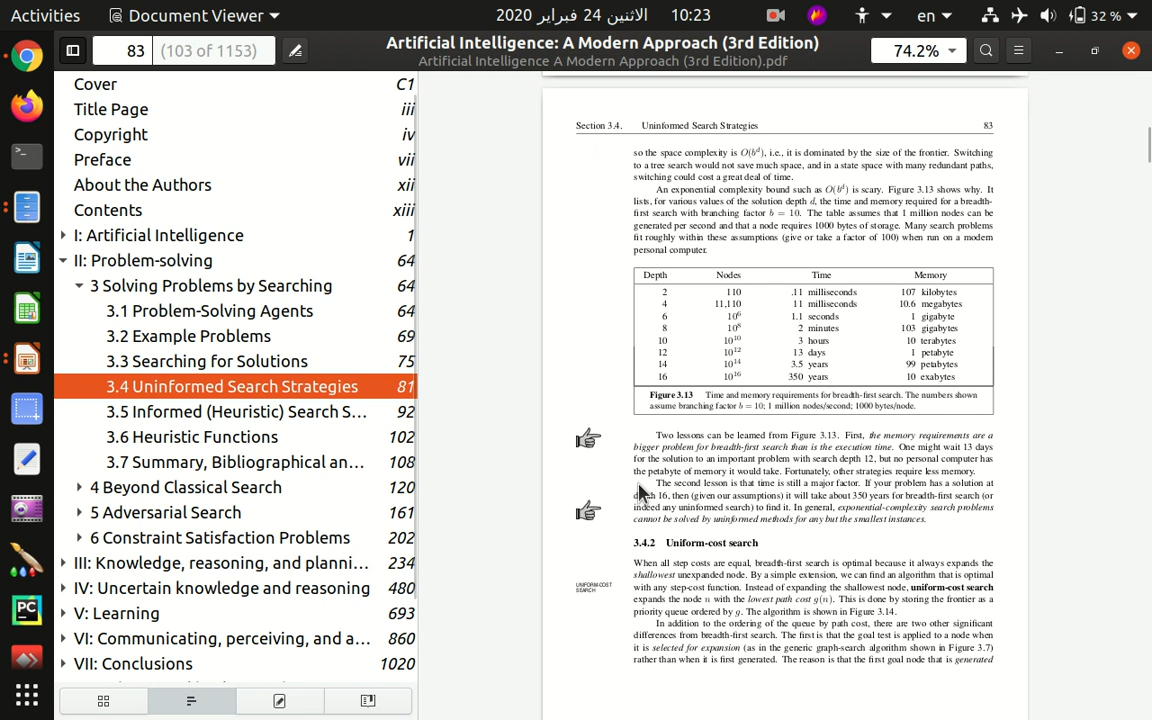 Activities
Document Viewer
الاثنين 24 فبراير 2020
10:23
en
32 %
83
(103 of 1153)
Artificial Intelligence: A Modern Approach (3rd Edition)
Artificial Intelligence A Modern Approach (3rd Edition).pdf
74.2%
Cover C1
Title Page iii
Copyright iv
Preface vii
About the Authors xii
Contents xiii
I: Artificial Intelligence 1
II: Problem-solving 64
3 Solving Problems by Searching 64
3.1 Problem-Solving Agents 64
3.2 Example Problems 69
3.3 Searching for Solutions 75
3.4 Uninformed Search Strategies 81
3.5 Informed (Heuristic) Search S... 92
3.6 Heuristic Functions 102
3.7 Summary, Bibliographical an... 108
4 Beyond Classical Search 120
5 Adversarial Search 161
6 Constraint Satisfaction Problems 202
III: Knowledge, reasoning, and planni... 234
IV: Uncertain knowledge and reasoning 480
V: Learning 693
VI: Communicating, perceiving, and a... 860
VII: Conclusions 1020
Section 3.4. Uninformed Search Strategies 83
so the space complexity is O(b^d), i.e., it is dominated by the size of the frontier. Switching
to a tree search would not save much space, and in a state space with many redundant paths,
switching could cost a great deal of time.
An exponential complexity bound such as O(b^d) is scary. Figure 3.13 shows why. It
lists, for various values of the solution depth d, the time and memory required for a breadth-
first search with branching factor b = 10. The table assumes that 1 million nodes can be
generated per second and that a node requires 1000 bytes of storage. Many search problems
fit roughly within these assumptions (give or take a factor of 100) when run on a modern
personal computer.
Depth Nodes Time Memory
2 110 .11 milliseconds 107 kilobytes
4 11,110 11 milliseconds 10.6 megabytes
6 10^6 1.1 seconds 1 gigabyte
8 10^8 2 minutes 103 gigabytes
10 10^10 3 hours 10 terabytes
12 10^12 13 days 1 petabyte
14 10^14 3.5 years 99 petabytes
16 10^16 350 years 10 exabytes
Figure 3.13 Time and memory requirements for breadth-first search. The numbers shown
assume branching factor b = 10; 1 million nodes/second; 1000 bytes/node.
Two lessons can be learned from Figure 3.13. First, the memory requirements are a
bigger problem for breadth-first search than is the execution time. One might wait 13 days
for the solution to an important problem with search depth 12, but no personal computer has
the petabyte of memory it would take. Fortunately, other strategies require less memory.
The second lesson is that time is still a major factor. If your problem has a solution at
depth 16, then (given our assumptions) it will take about 350 years for breadth-first search (or
indeed any uninformed search) to find it. In general, exponential-complexity search problems
cannot be solved by uninformed methods for any but the smallest instances.
3.4.2 Uniform-cost search
When all step costs are equal, breadth-first search is optimal because it always expands the
shallowest unexpanded node. By a simple extension, we can find an algorithm that is optimal
UNIFORM-COST
SEARCH
with any step-cost function. Instead of expanding the shallowest node, uniform-cost search
expands the node n with the lowest path cost g(n). This is done by storing the frontier as a
priority queue ordered by g. The algorithm is shown in Figure 3.14.
In addition to the ordering of the queue by path cost, there are two other significant
differences from breadth-first search. The first is that the goal test is applied to a node when
it is selected for expansion (as in the generic graph-search algorithm shown in Figure 3.7)
rather than when it is first generated. The reason is that the first goal node that is generated
PC